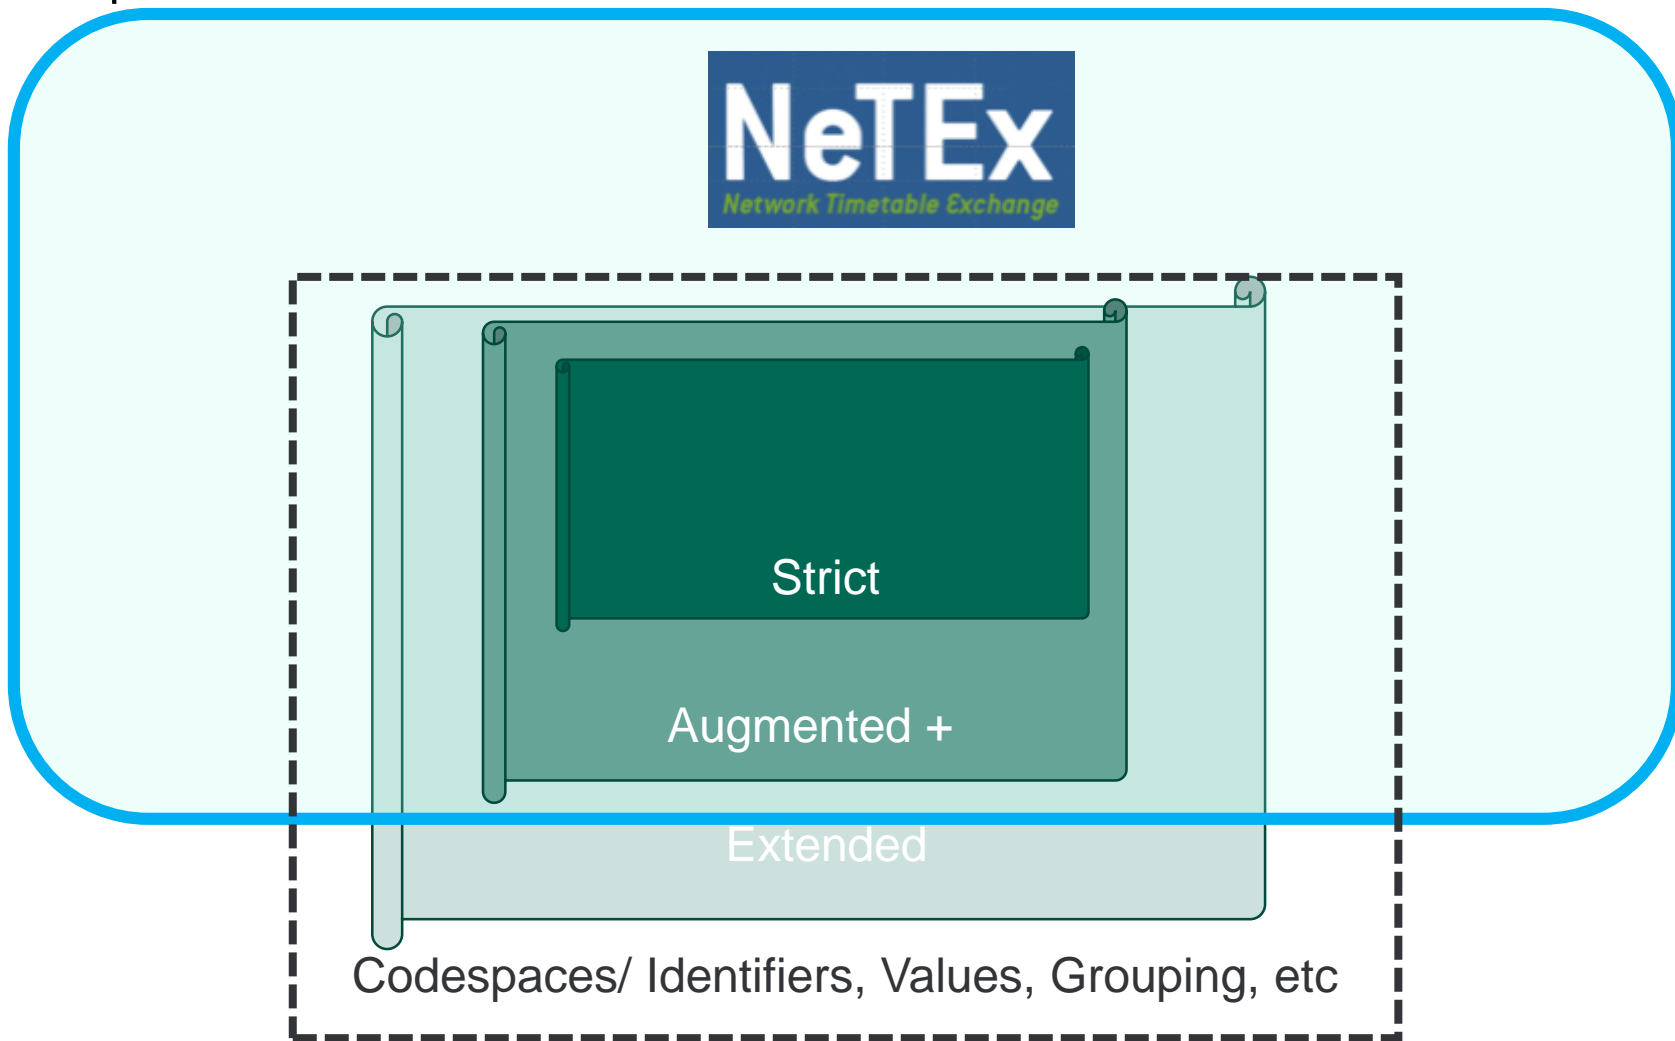 NeTEx
Network Timetable Exchange
Strict
Augmented +
Extended
Codespaces/ Identifiers, Values, Grouping, etc